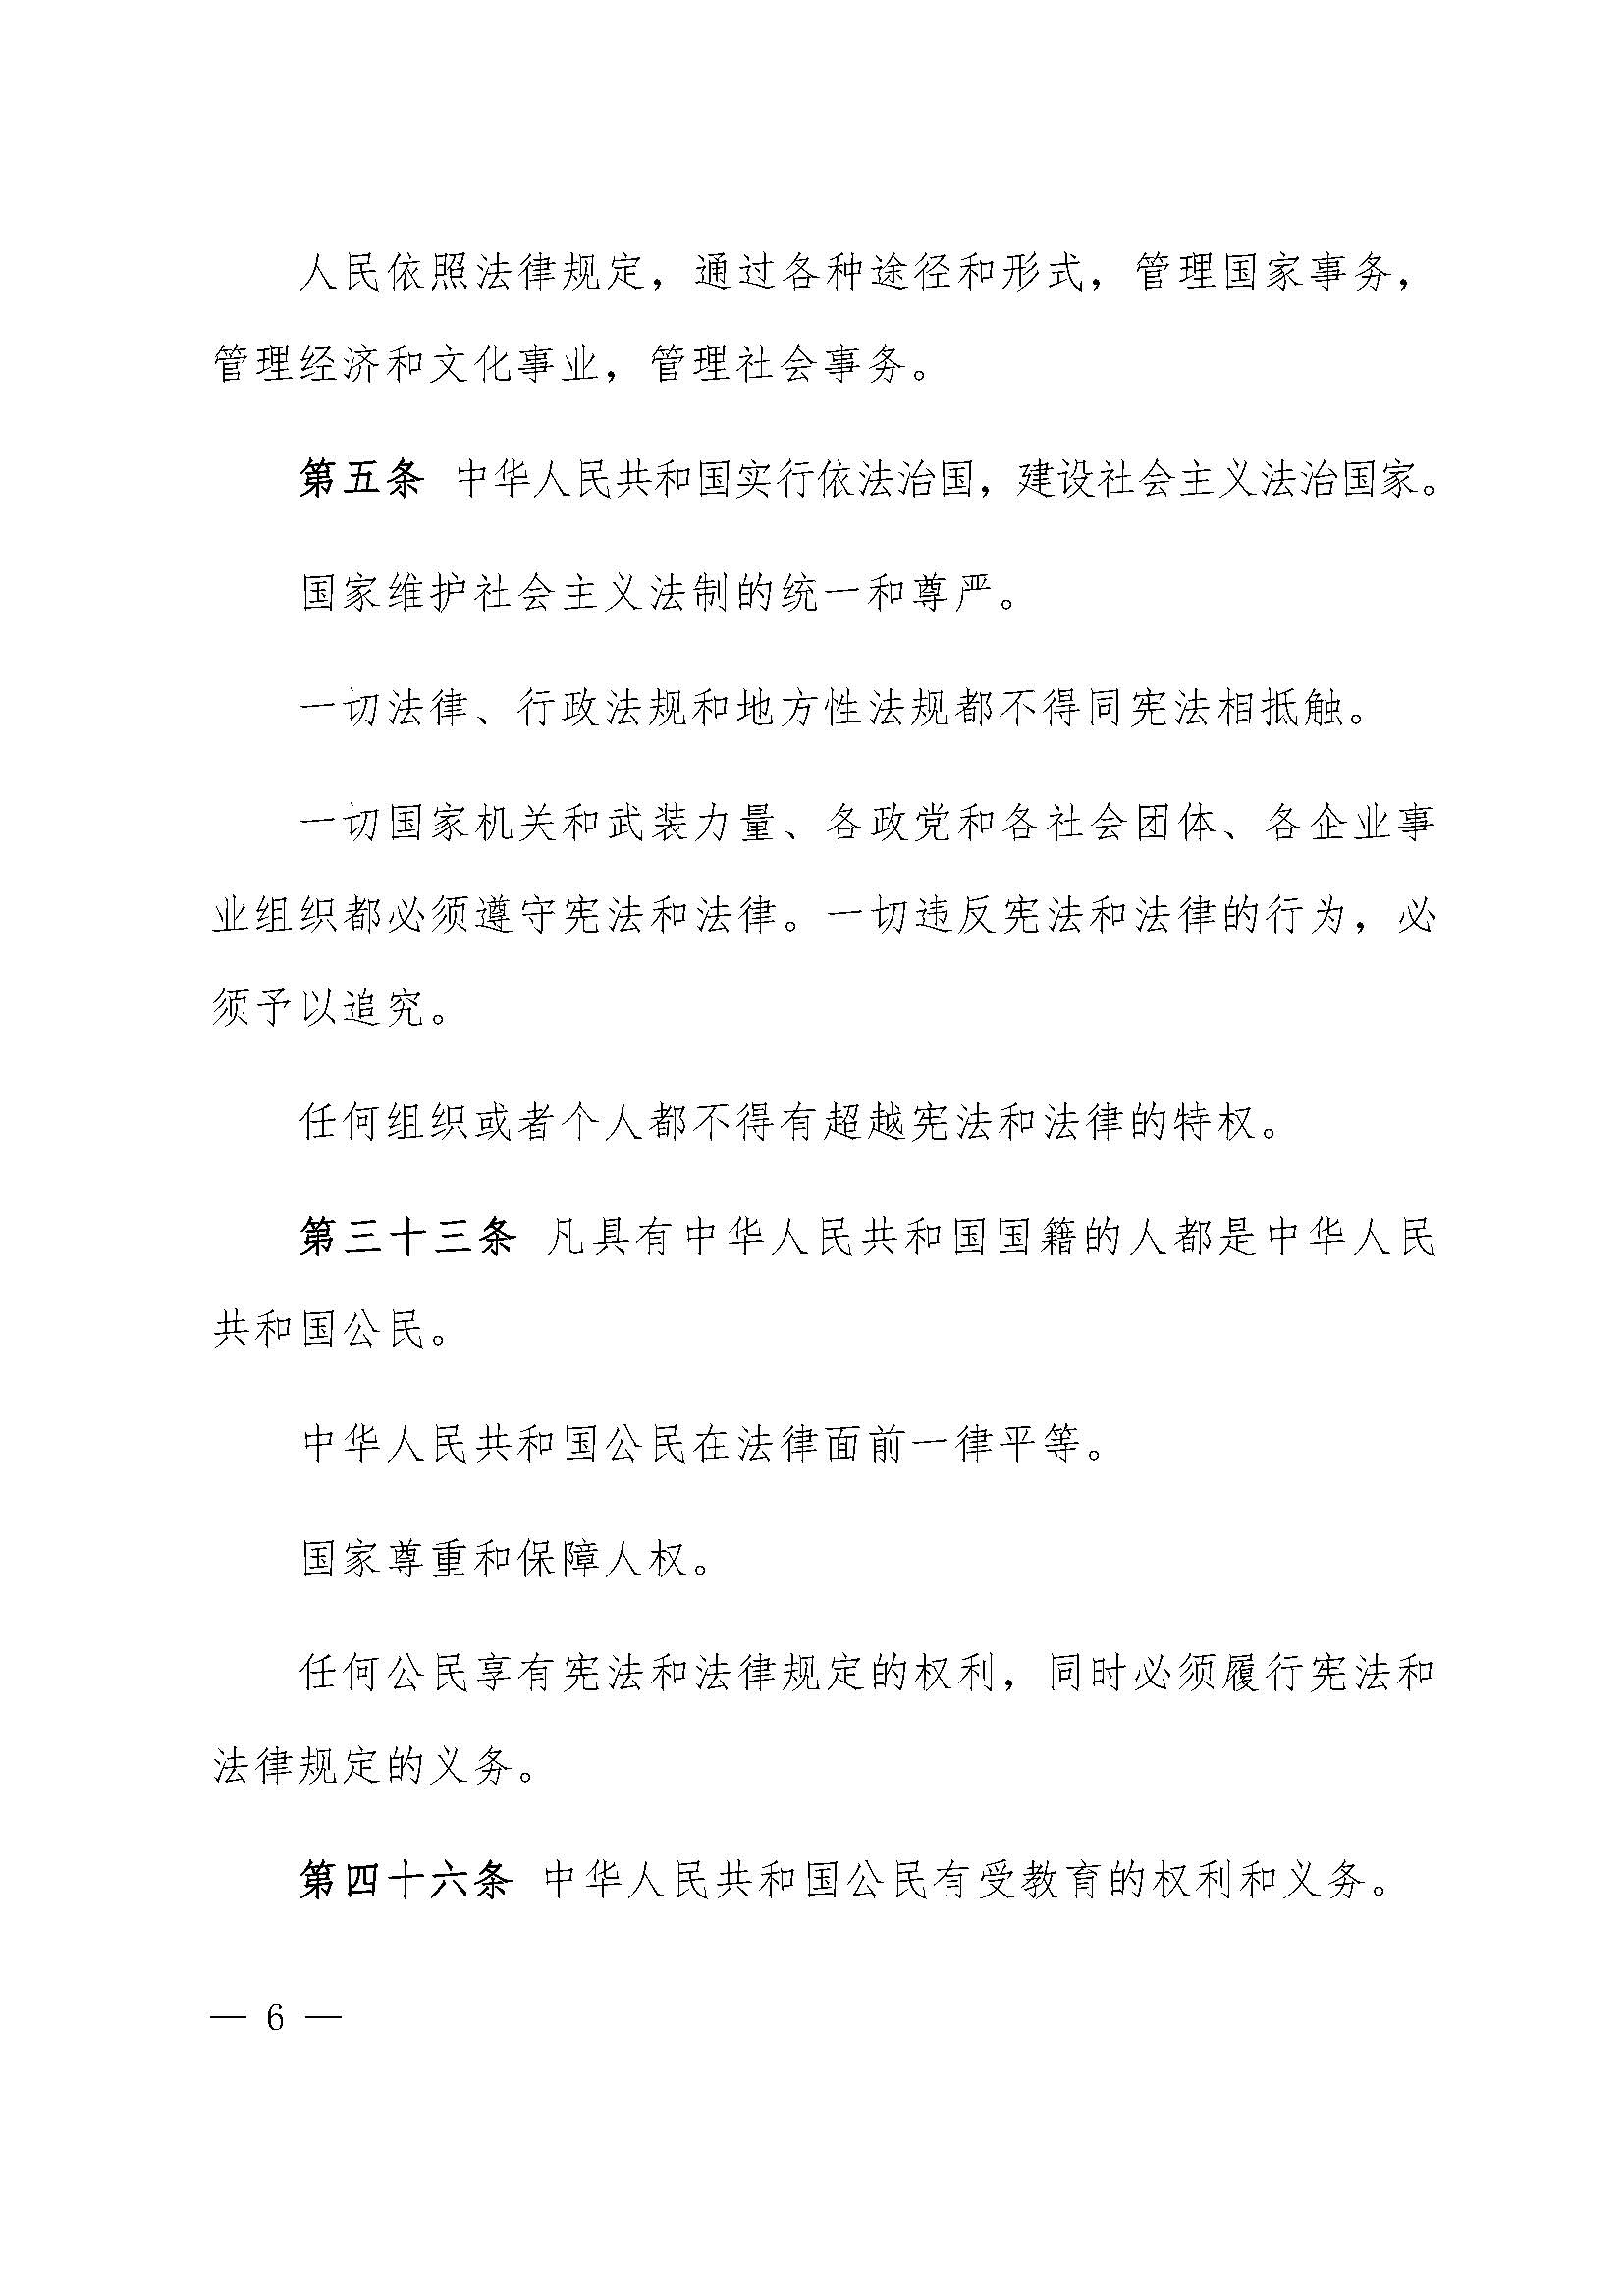 人民依照法律规定，通过各种途径和形式，管理国家事务，
管理经济和文化事业，管理社会事务。
第五条 中华人民共和国实行依法治国，建设社会主义法治国家。
国家维护社会主义法制的统一和尊严。
一切法律、行政法规和地方性法规都不得同宪法相抵触。
一切国家机关和武装力量、各政党和各社会团体、各企业事
业组织都必须遵守宪法和法律。一切违反宪法和法律的行为，必
须予以追究。
任何组织或者个人都不得有超越宪法和法律的特权。
第三十三条 凡具有中华人民共和国国籍的人都是中华人民
共和国公民。
中华人民共和国公民在法律面前一律平等。
国家尊重和保障人权。
任何公民享有宪法和法律规定的权利，同时必须履行宪法和
法律规定的义务。
第四十六条 中华人民共和国公民有受教育的权利和义务。
— 6 —